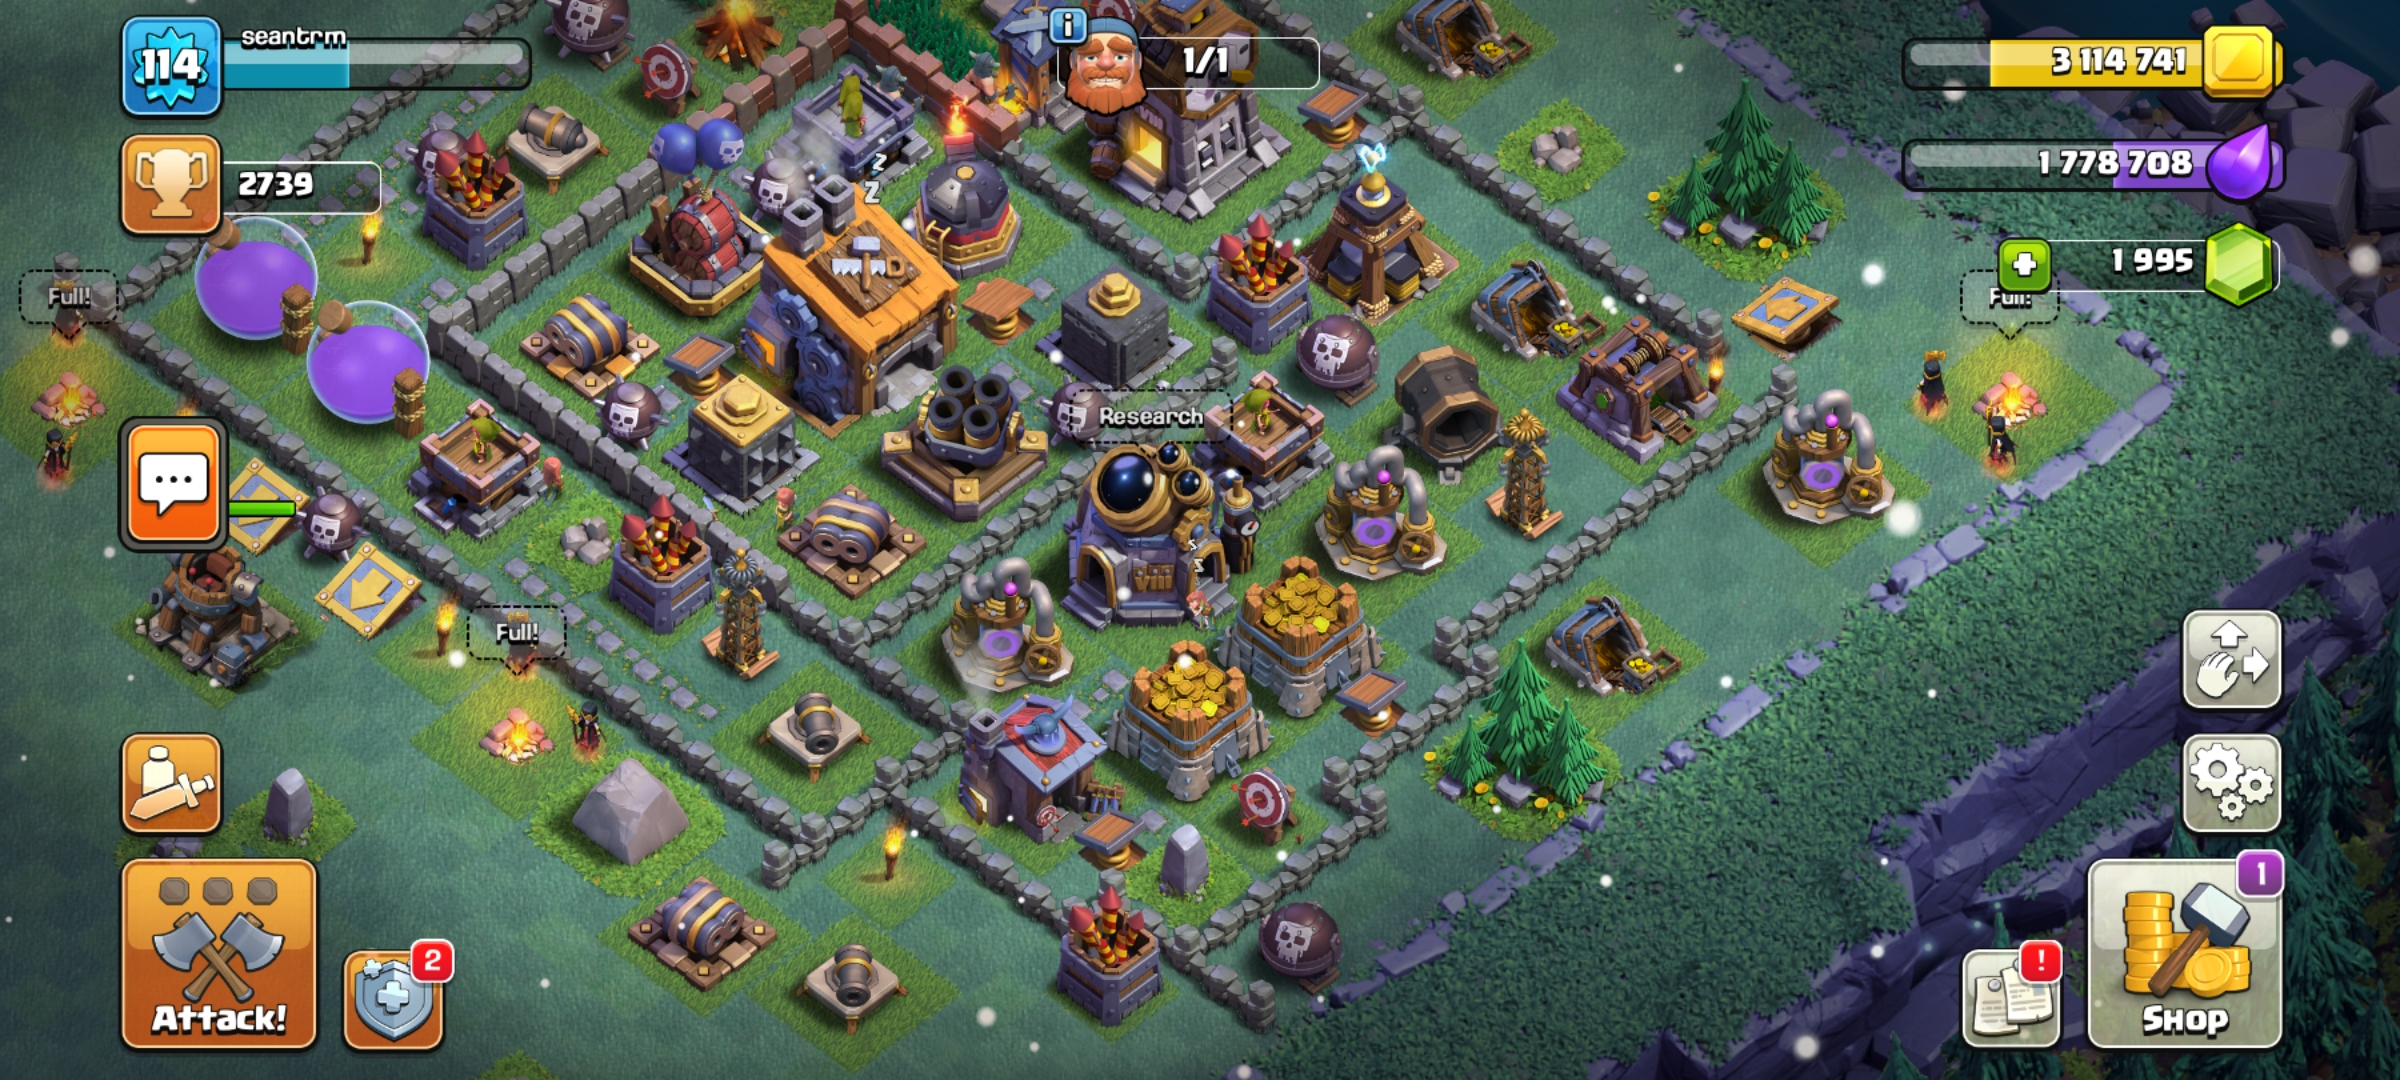 seantrm
114
1/1
3 114 741
2739
1 778 708
1 995
Full!
Full!
Research
VII
Full!
1
2
!
Attack!
Shop